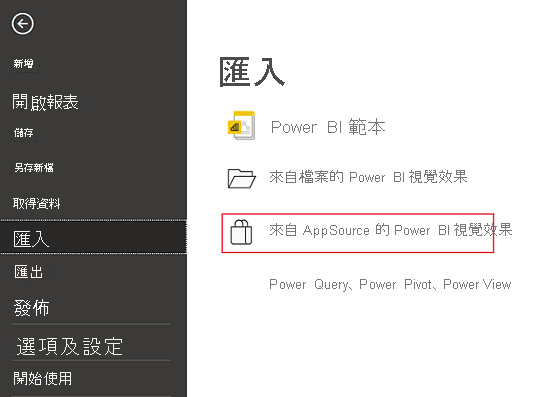 新增
開啟報表
儲存
另存新檔
取得資料
匯入
匯出
發佈
選項及設定
開始使用
匯入
Power BI 範本
來自檔案的 Power BI 視覺效果
來自 AppSource 的 Power BI 視覺效果
Power Query、Power Pivot、Power View